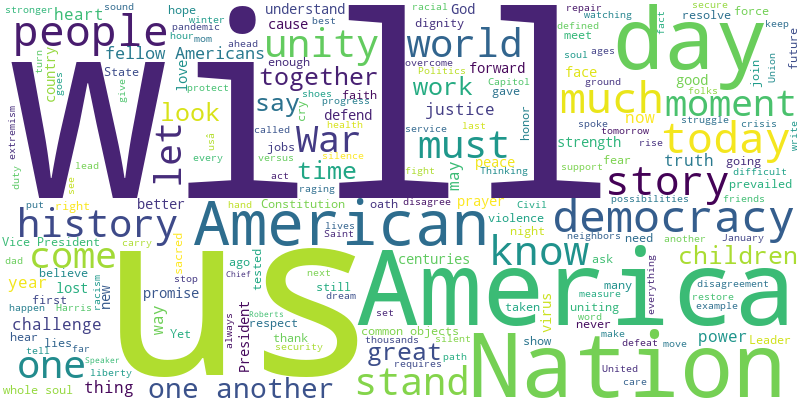 stronger
heart
racial
sound
hope
winter
hour
mom
pandemic
best
ahead
understand
cause
God
dignity
repair
watching
defined
meet
resolve
secure
force
fact
keep
future
people
fellow Americans
country
turn
goes
State
give
love
protect
unity
enough
together
overcome
world
forward
Politics
Capitol
face
soul
ages
ground
day
good
folks
join
Union
Will
let
look
say
faith
shoes
progress
cry
defend
gave
work
justice
honor
much
now
moment
struggle
crisis
write
extremism
duty
see
lead
usâ
every
called
jobs
health
versus
silence
act
raging
War
time
service
last
must
fight
may
peace
Thinking
spoke
tomorrow
rise
strength
support
fear
today
truth
going
difficult
prevailed
story
put
right
better
hand
Constitution
oath
disagree
prayer
Civil
violence
possibilities
friends
history
American
lives
Saint
night
neighbors
need
another
January
democracy
Vice President
dad
come
carry
sacred
us
ago
tested
centuries
know
ask
many
measure
everything
children
disagreement
restore
example
year
believe
lost
racism
new
first
happen
Harris
promise
way
stop
Chief
next
still
dream
America
taken
virus
uniting
word
never
challenge
hear
lies
tell
far
Yet
always
President
Roberts
respect
set
common objects
thank
security
thousands
silent
great
path
requires
show
make
defeat
move
power
Leader
one
Speaker
liberty
whole soul
thing
one another
stand
Nation
United
care